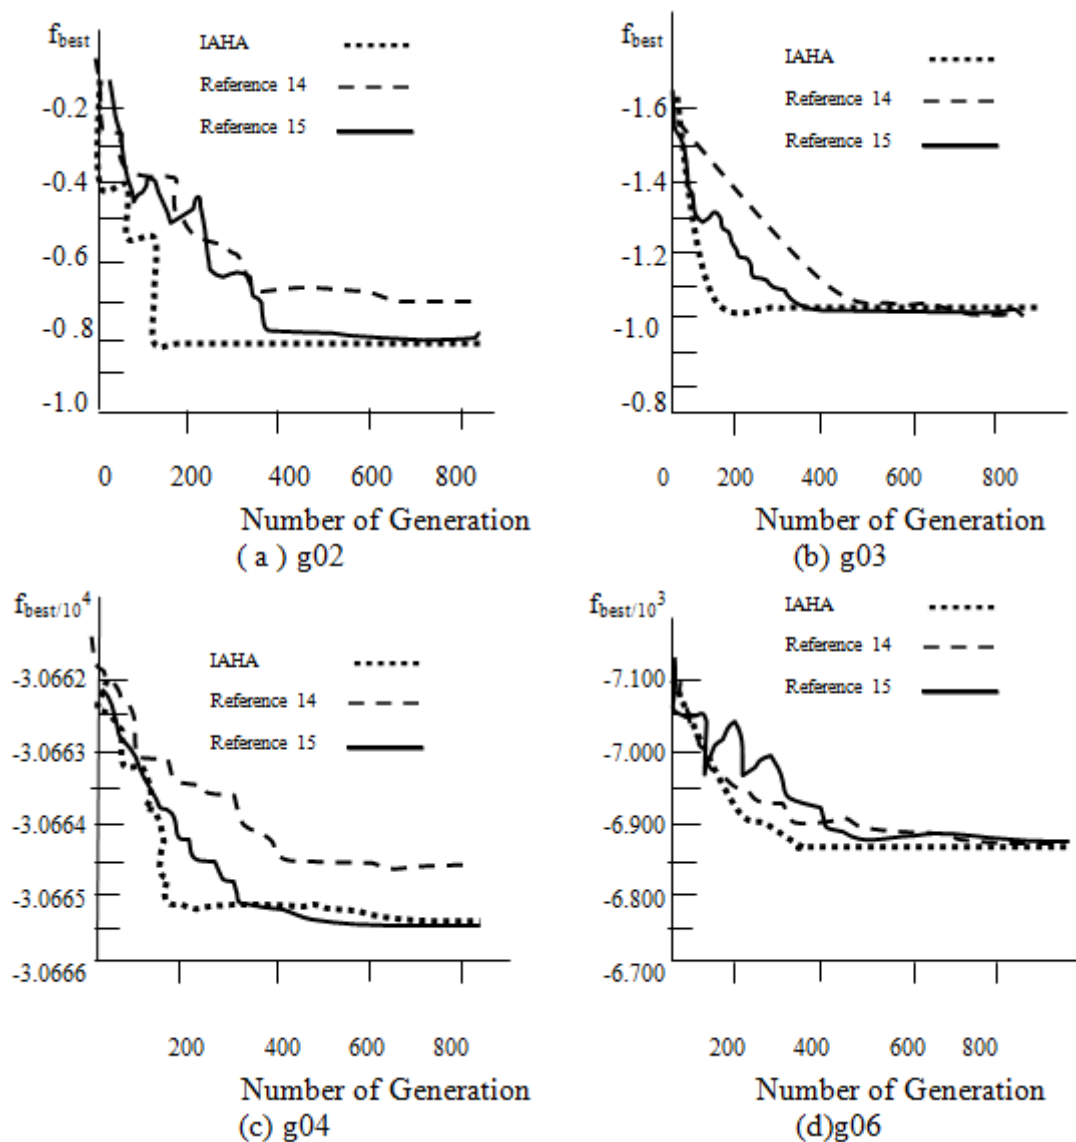 f_best
IAHA
Reference 14
Reference 15
-0.2
-0.4
-0.6
-0.8
-1.0
0 200 400 600 800
Number of Generation
( a ) g02
f_best
IAHA
Reference 14
Reference 15
-1.6
-1.4
-1.2
-1.0
-0.8
0 200 400 600 800
Number of Generation
(b) g03
f_best/10^4
IAHA
Reference 14
Reference 15
-3.0662
-3.0663
-3.0664
-3.0665
-3.0666
200 400 600 800
Number of Generation
(c) g04
f_best/10^3
IAHA
Reference 14
Reference 15
-7.100
-7.000
-6.900
-6.800
-6.700
200 400 600 800
Number of Generation
(d)g06